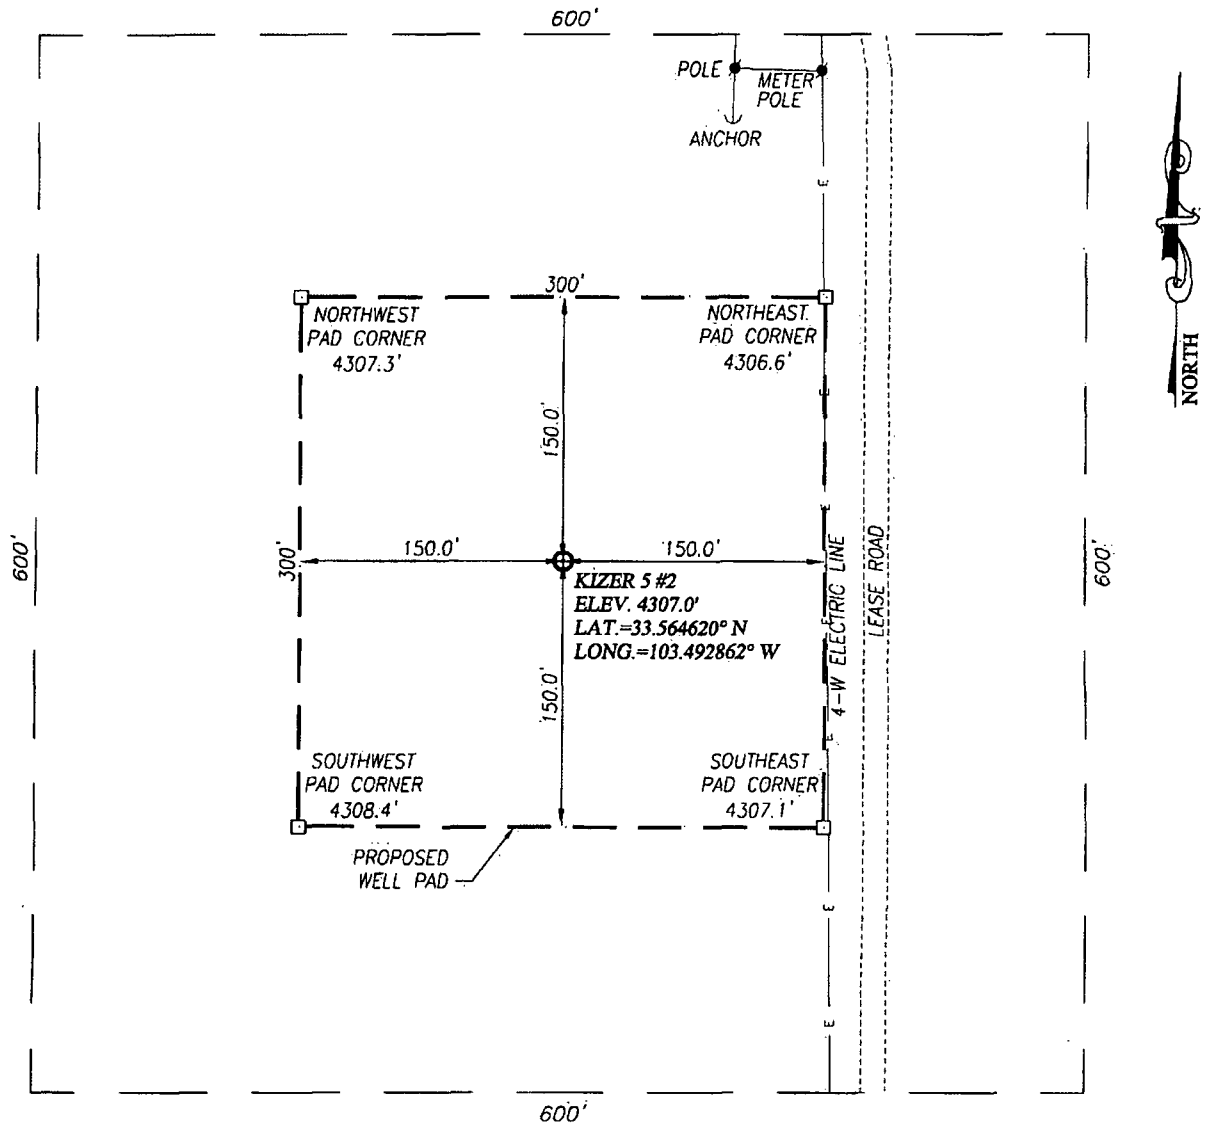 600'
POLE
METER
POLE
ANCHOR
NORTH
300'
NORTHWEST
PAD CORNER
4307.3'
NORTHEAST
PAD CORNER
4306.6'
E
E
150.0'
E
600'
300'
150.0'
150.0'
KIZER 5 #2
ELEV. 4307.0'
LAT.=33.564620° N
LONG.=103.492862° W
E
4-W ELECTRIC LINE
LEASE ROAD
600'
150.0'
E
SOUTHWEST
PAD CORNER
4308.4'
SOUTHEAST
PAD CORNER
4307.1'
PROPOSED
WELL PAD
E
E
600'